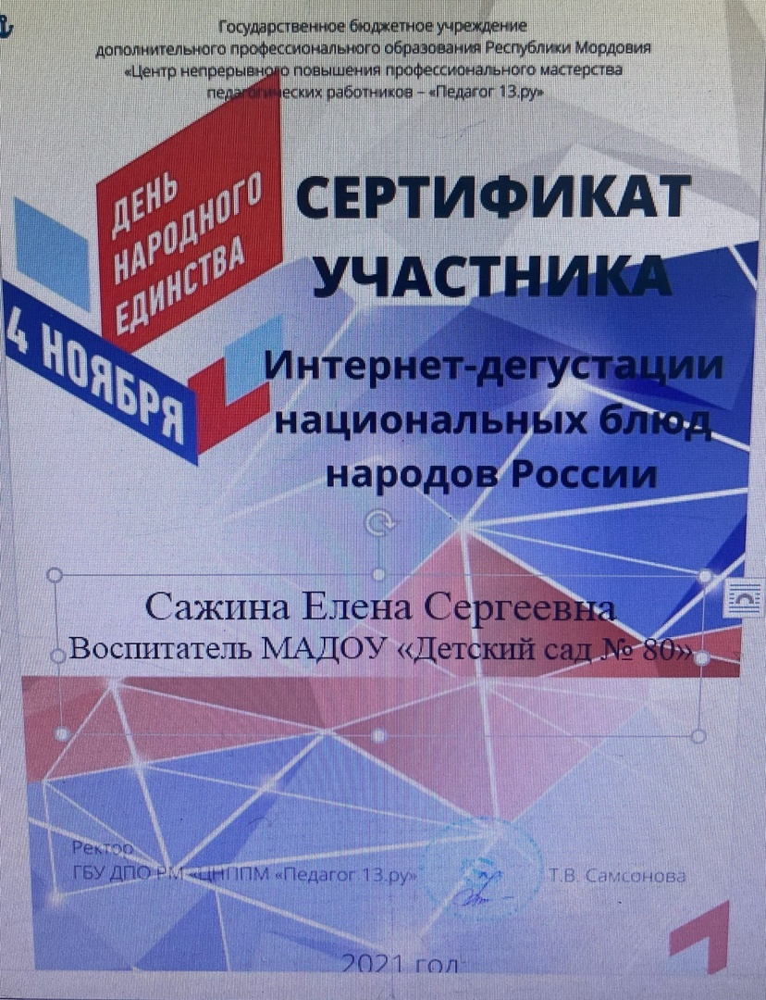 Государственное бюджетное учреждение
дополнительного профессионального образования Республики Мордовия
«Центр непрерывного повышения профессионального мастерства
педагогических работников – «Педагог 13.ру»
ДЕНЬ
НАРОДНОГО
ЕДИНСТВА
4 НОЯБРЯ
СЕРТИФИКАТ
УЧАСТНИКА
Интернет-дегустации
национальных блюд
народов России
Сажина Елена Сергеевна
Воспитатель МАДОУ «Детский сад № 80»
Ректор
ГБУ ДПО РМ «ЦНППМ «Педагог 13.ру»
Т.В. Самсонова
2021 год